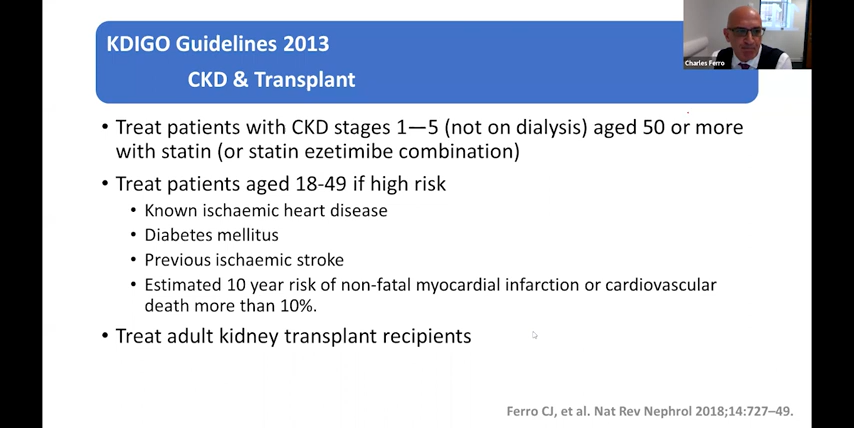 KDIGO Guidelines 2013
CKD & Transplant
Charles Ferro
• Treat patients with CKD stages 1—5 (not on dialysis) aged 50 or more
with statin (or statin ezetimibe combination)
• Treat patients aged 18-49 if high risk
• Known ischaemic heart disease
• Diabetes mellitus
• Previous ischaemic stroke
• Estimated 10 year risk of non-fatal myocardial infarction or cardiovascular
death more than 10%.
• Treat adult kidney transplant recipients
Ferro CJ, et al. Nat Rev Nephrol 2018;14:727–49.